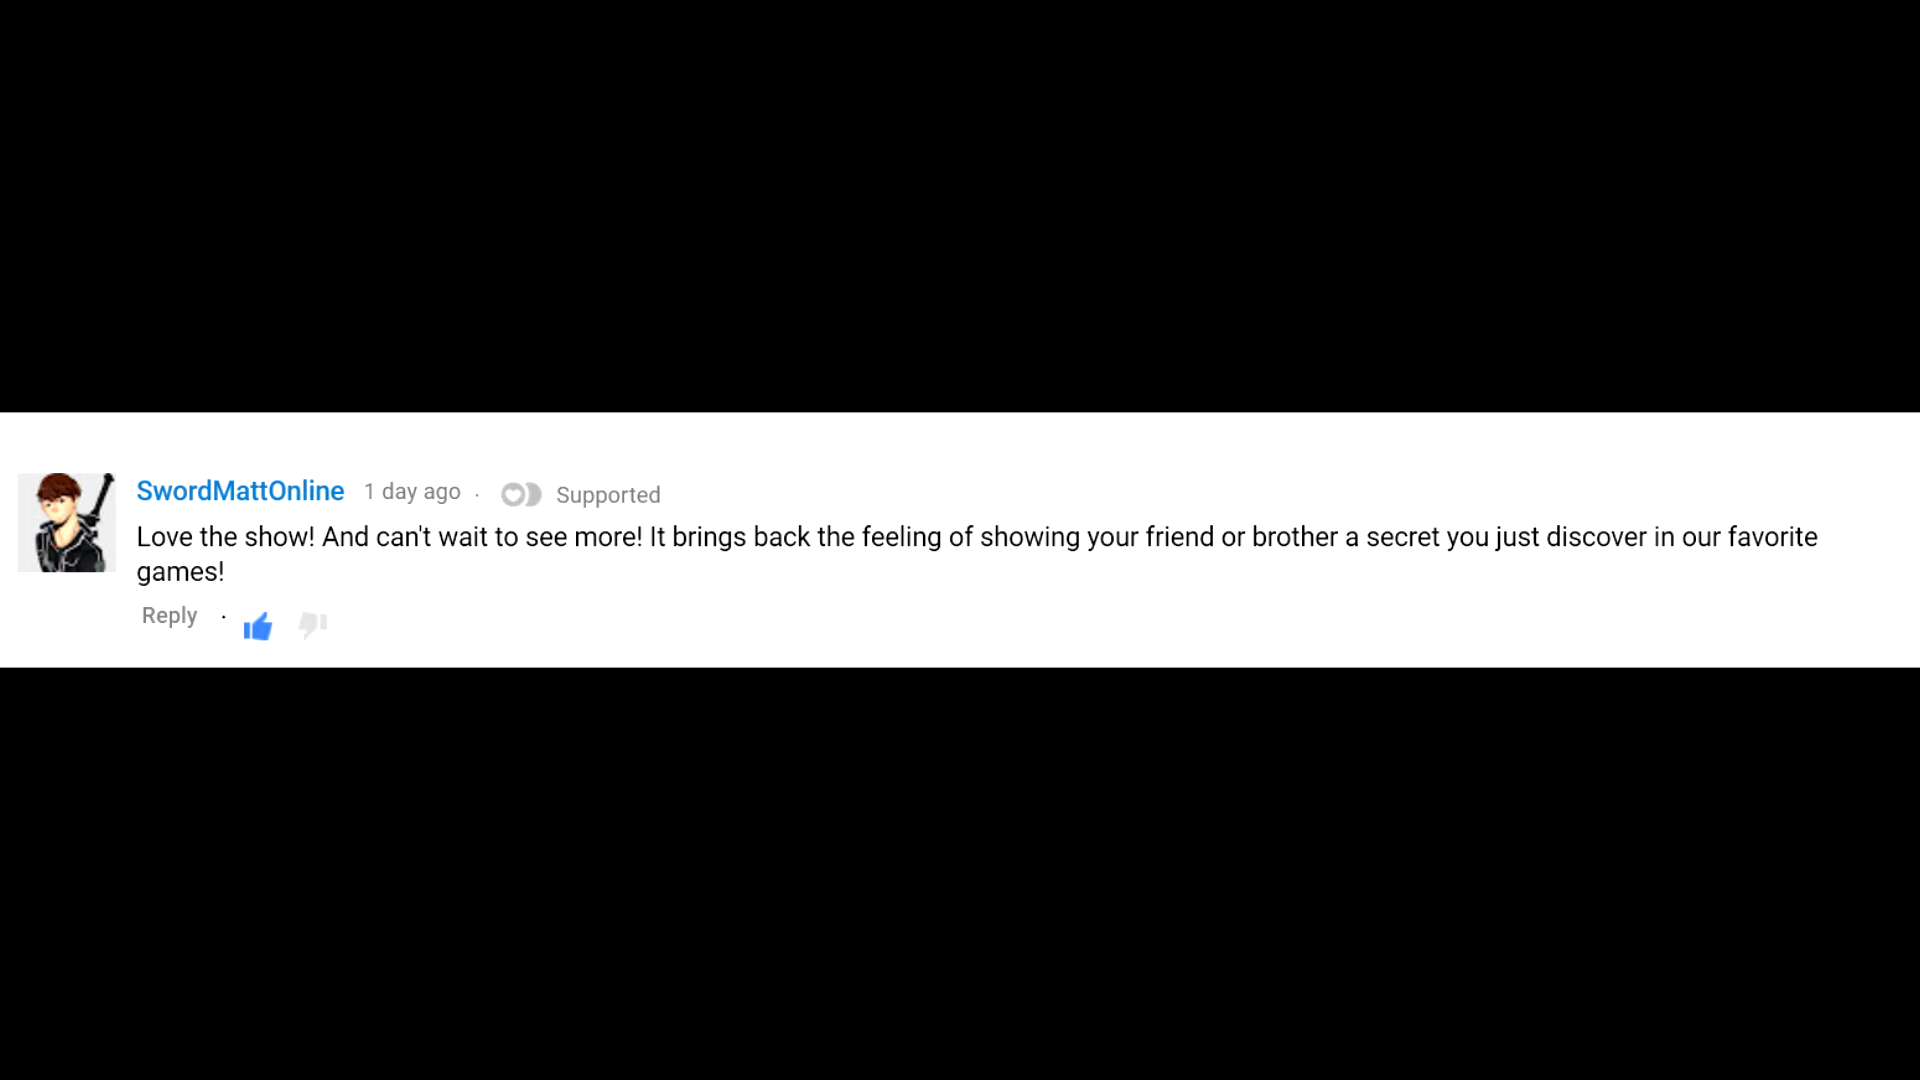 SwordMattOnline 1 day ago · Supported
Love the show! And can't wait to see more! It brings back the feeling of showing your friend or brother a secret you just discover in our favorite
games!
Reply ·